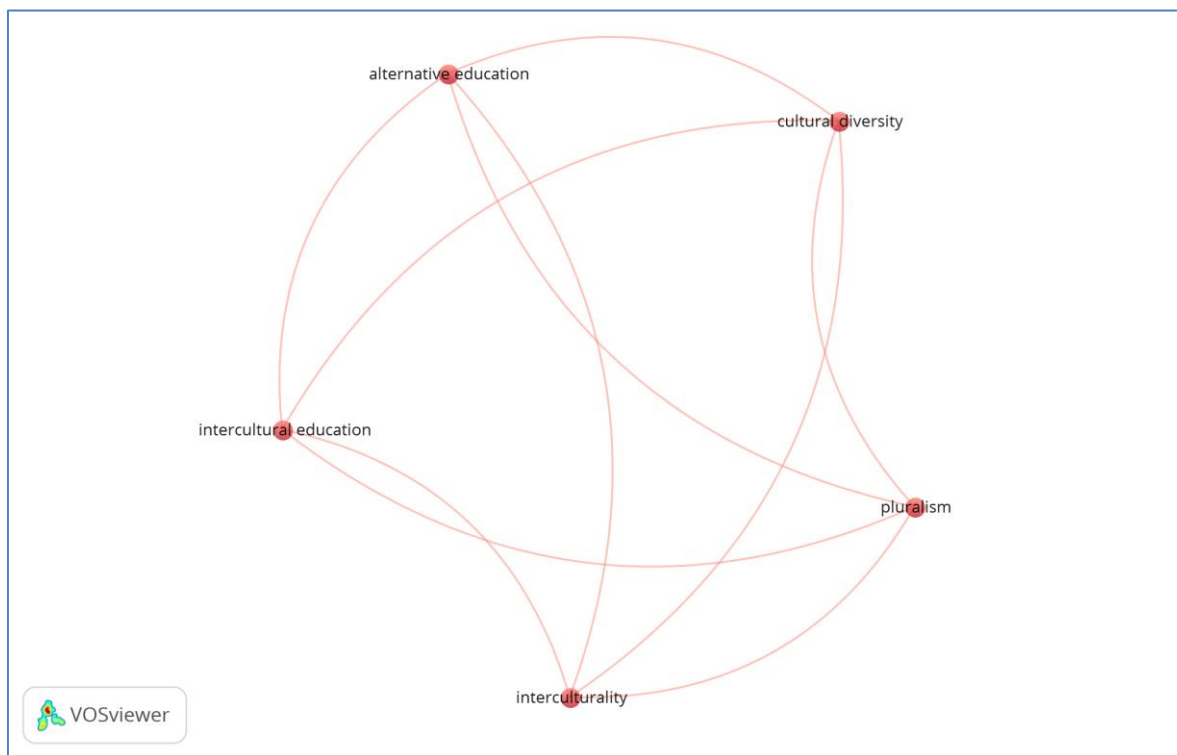 alternative education
cultural diversity
intercultural education
pluralism
interculturality
VOSviewer